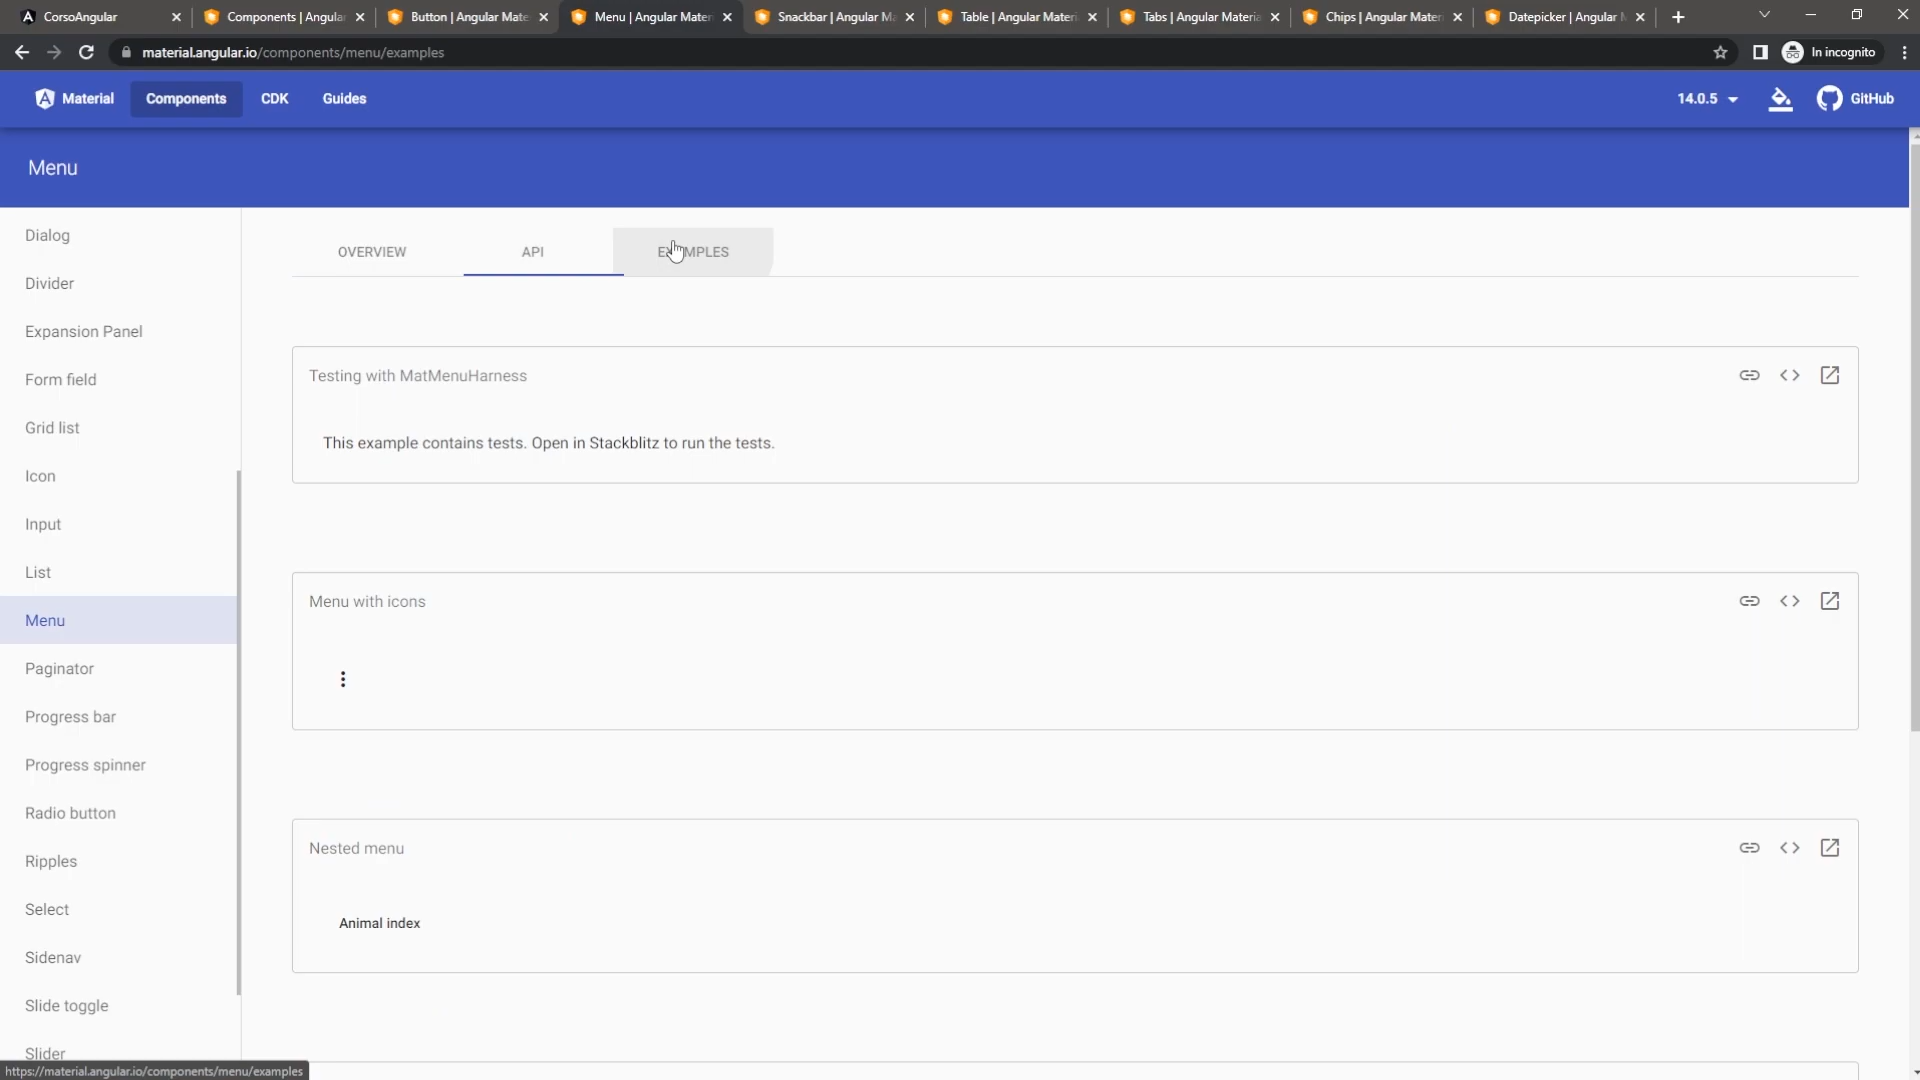 CorsoAngular
Components | Angular
Button | Angular Mate
Menu | Angular Mater
Snackbar | Angular Ma
Table | Angular Materi
Tabs | Angular Materia
Chips | Angular Mater
Datepicker | Angular M
material.angular.io/components/menu/examples
In incognito
Material
Components
CDK
Guides
14.0.5
GitHub
Menu
Dialog
Divider
Expansion Panel
Form field
Grid list
Icon
Input
List
Menu
Paginator
Progress bar
Progress spinner
Radio button
Ripples
Select
Sidenav
Slide toggle
Slider
OVERVIEW
API
EXAMPLES
Testing with MatMenuHarness
This example contains tests. Open in Stackblitz to run the tests.
Menu with icons
Nested menu
Animal index
https://material.angular.io/components/menu/examples